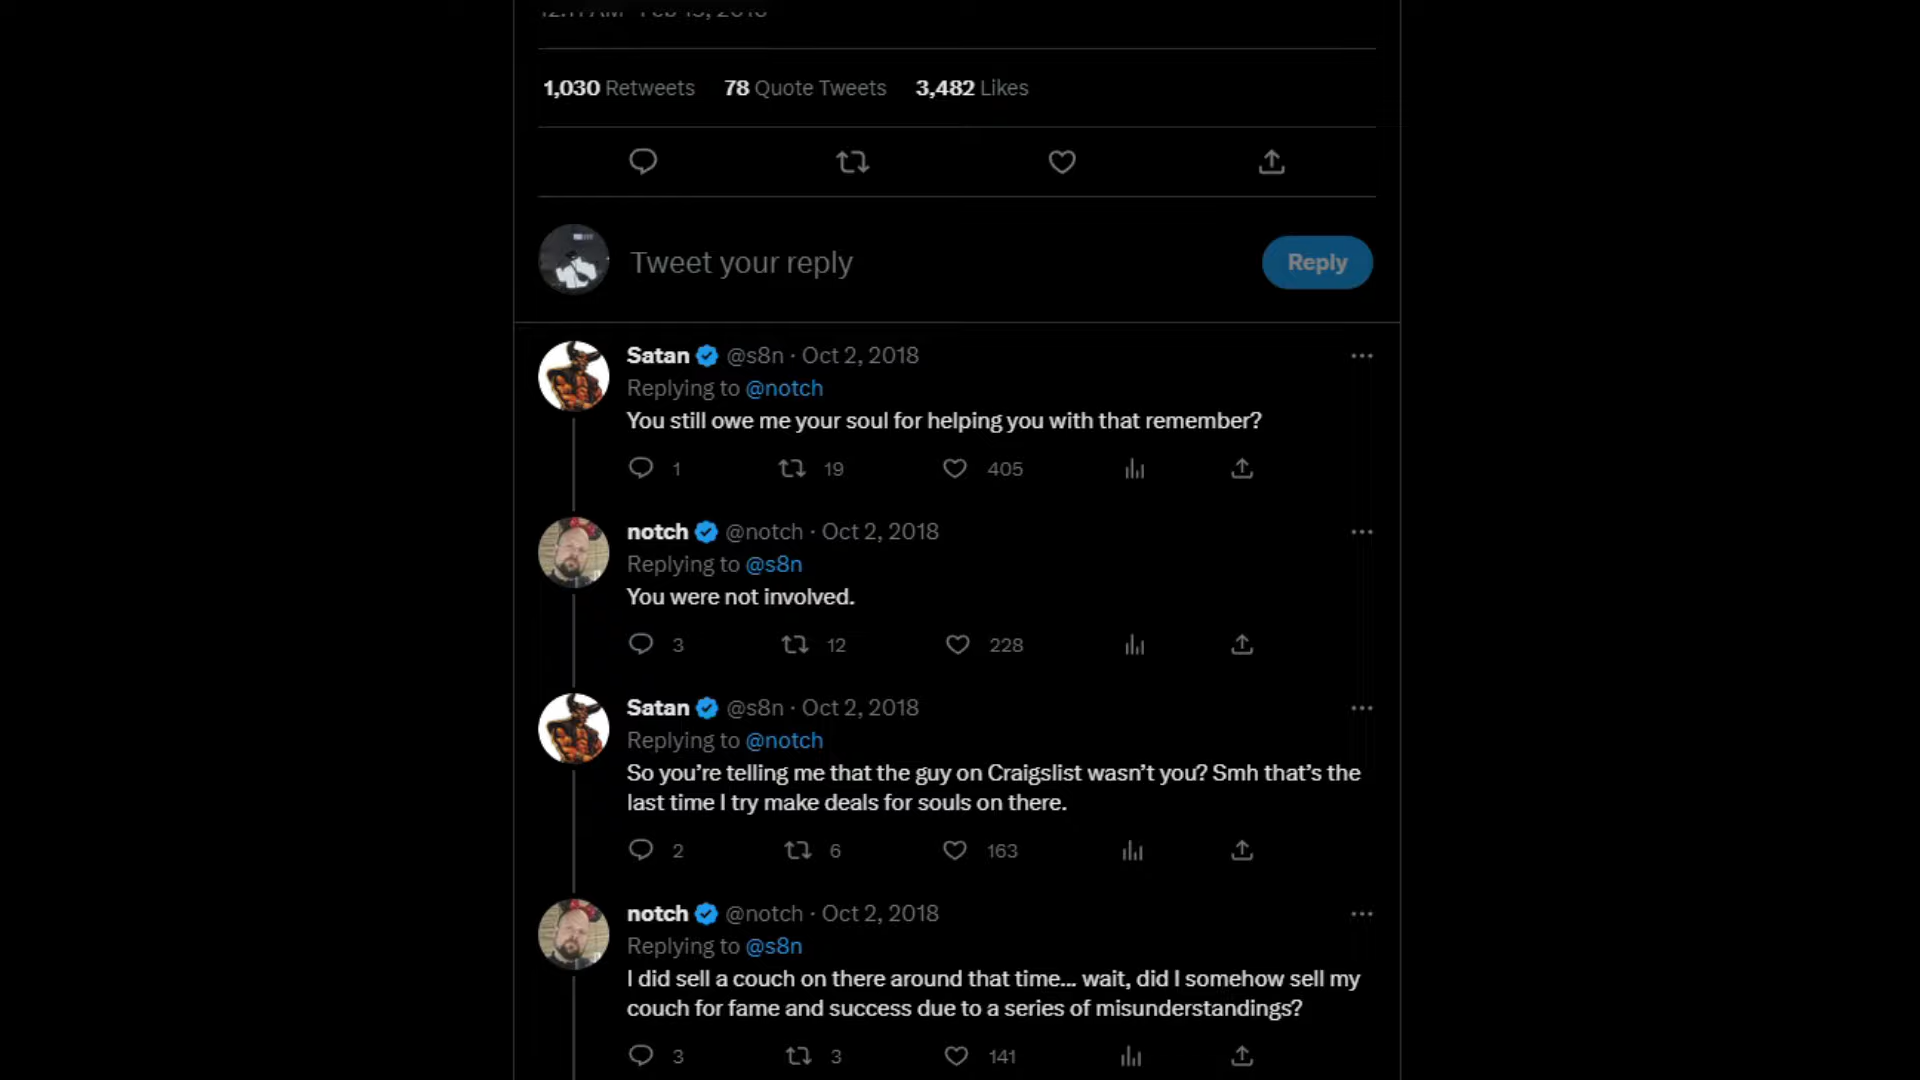 1,030 Retweets 78 Quote Tweets 3,482 Likes
Tweet your reply
Reply
Satan @s8n · Oct 2, 2018
Replying to @notch
You still owe me your soul for helping you with that remember?
1 19 405
notch @notch · Oct 2, 2018
Replying to @s8n
You were not involved.
3 12 228
Satan @s8n · Oct 2, 2018
Replying to @notch
So you're telling me that the guy on Craigslist wasn't you? Smh that's the
last time I try make deals for souls on there.
2 6 163
notch @notch · Oct 2, 2018
Replying to @s8n
I did sell a couch on there around that time... wait, did I somehow sell my
couch for fame and success due to a series of misunderstandings?
3 3 141